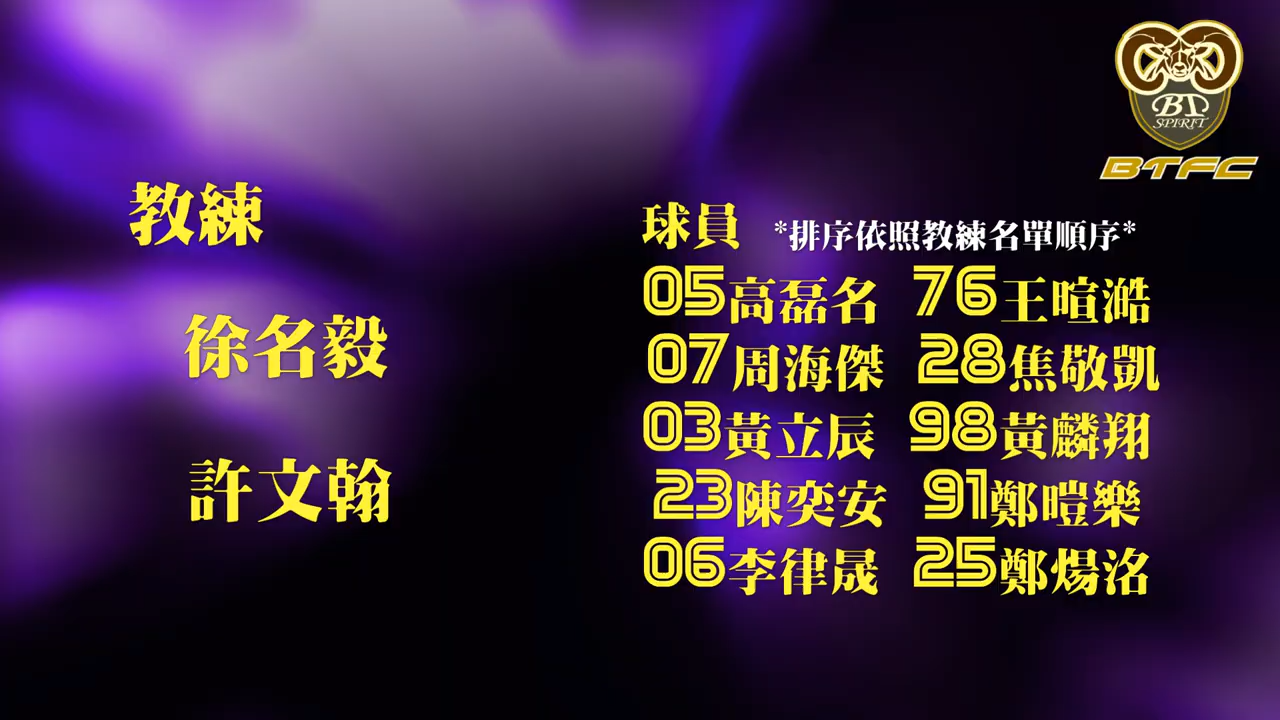 BT
SPIRIT
BTFC
教練
徐名毅
許文翰
球員 *排序依照教練名單順序*
05高磊名 76王暄澔
07周海傑 28焦敬凱
03黃立辰 98黃麟翔
23陳奕安 91鄭暟樂
06李律晟 25鄭煬洺